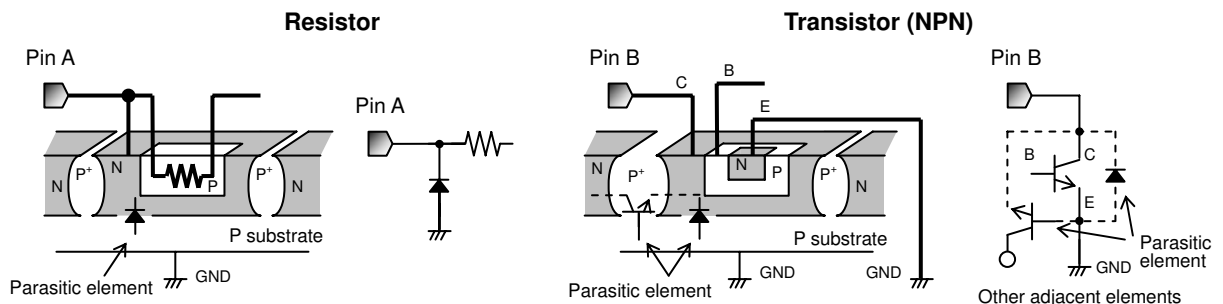 Resistor
Pin A
N
N
P+
P
P+
N
P substrate
Parasitic element
GND
Pin A
Transistor (NPN)
Pin B
C
B
E
N
P+
N
P
P+
N
N
P substrate
Parasitic element
GND
GND
Pin B
B
C
E
Parasitic
element
GND
Other adjacent elements